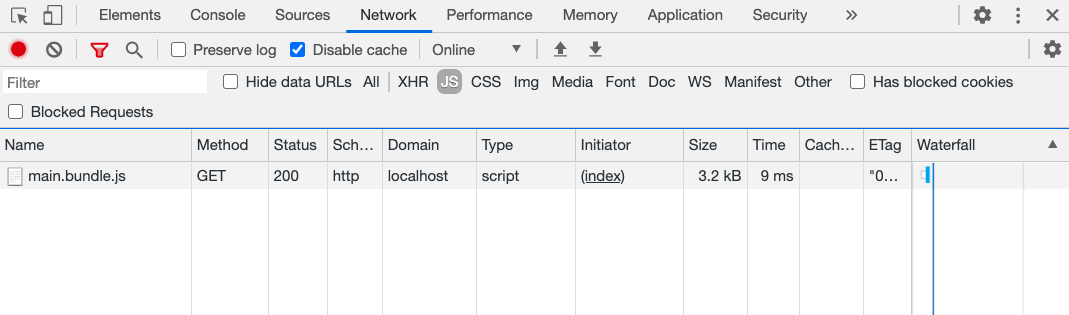 Elements Console Sources Network Performance Memory Application Security »
Preserve log Disable cache Online
Filter Hide data URLs All XHR JS CSS Img Media Font Doc WS Manifest Other Has blocked cookies
Blocked Requests
Name Method Status Sch… Domain Type Initiator Size Time Cach… ETag Waterfall
main.bundle.js GET 200 http localhost script (index) 3.2 kB 9 ms "0…